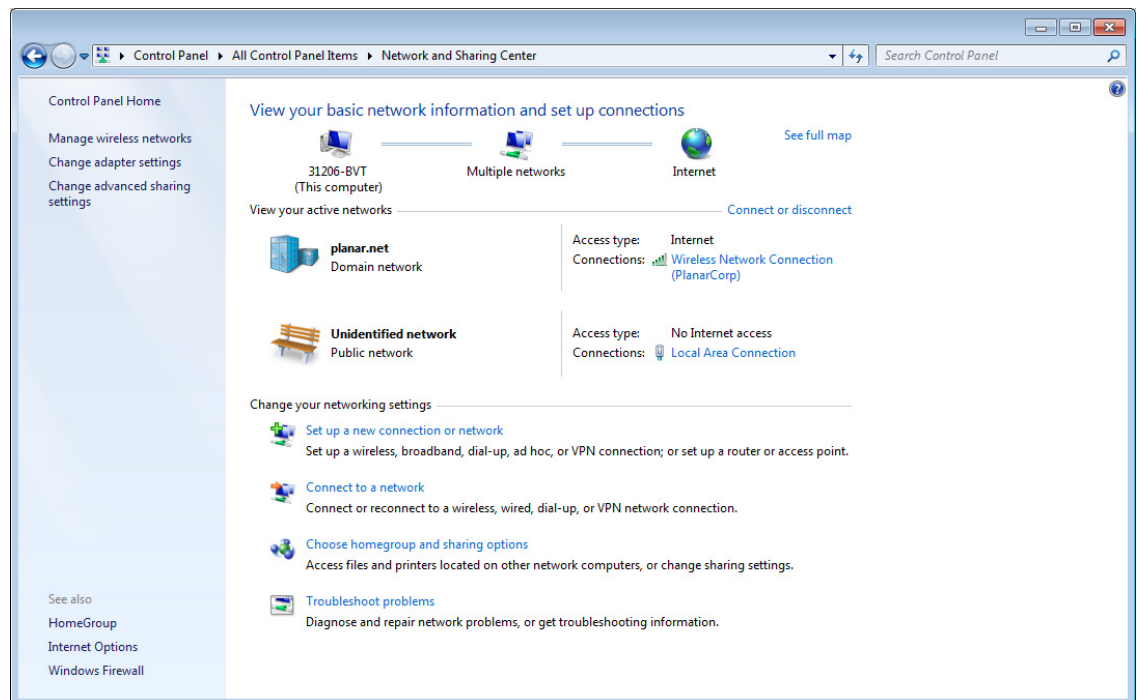 Control Panel ▸ All Control Panel Items ▸ Network and Sharing Center
Search Control Panel
Control Panel Home
Manage wireless networks
Change adapter settings
Change advanced sharing
settings
See also
HomeGroup
Internet Options
Windows Firewall
View your basic network information and set up connections
31206-BVT
(This computer)
Multiple networks
Internet
See full map
View your active networks
Connect or disconnect
planar.net
Domain network
Access type: Internet
Connections: Wireless Network Connection
(PlanarCorp)
Unidentified network
Public network
Access type: No Internet access
Connections: Local Area Connection
Change your networking settings
Set up a new connection or network
Set up a wireless, broadband, dial-up, ad hoc, or VPN connection; or set up a router or access point.
Connect to a network
Connect or reconnect to a wireless, wired, dial-up, or VPN network connection.
Choose homegroup and sharing options
Access files and printers located on other network computers, or change sharing settings.
Troubleshoot problems
Diagnose and repair network problems, or get troubleshooting information.